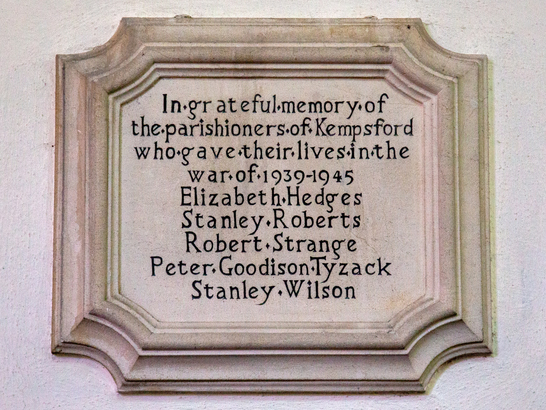 In·grateful·memory·of
the·parishioners·of·Kempsford
who·gave·their·lives·in·the
war·of·1939-1945
Elizabeth·Hedges
Stanley·Roberts
Robert·Strange
Peter·Goodison·Tyzack
Stanley·Wilson